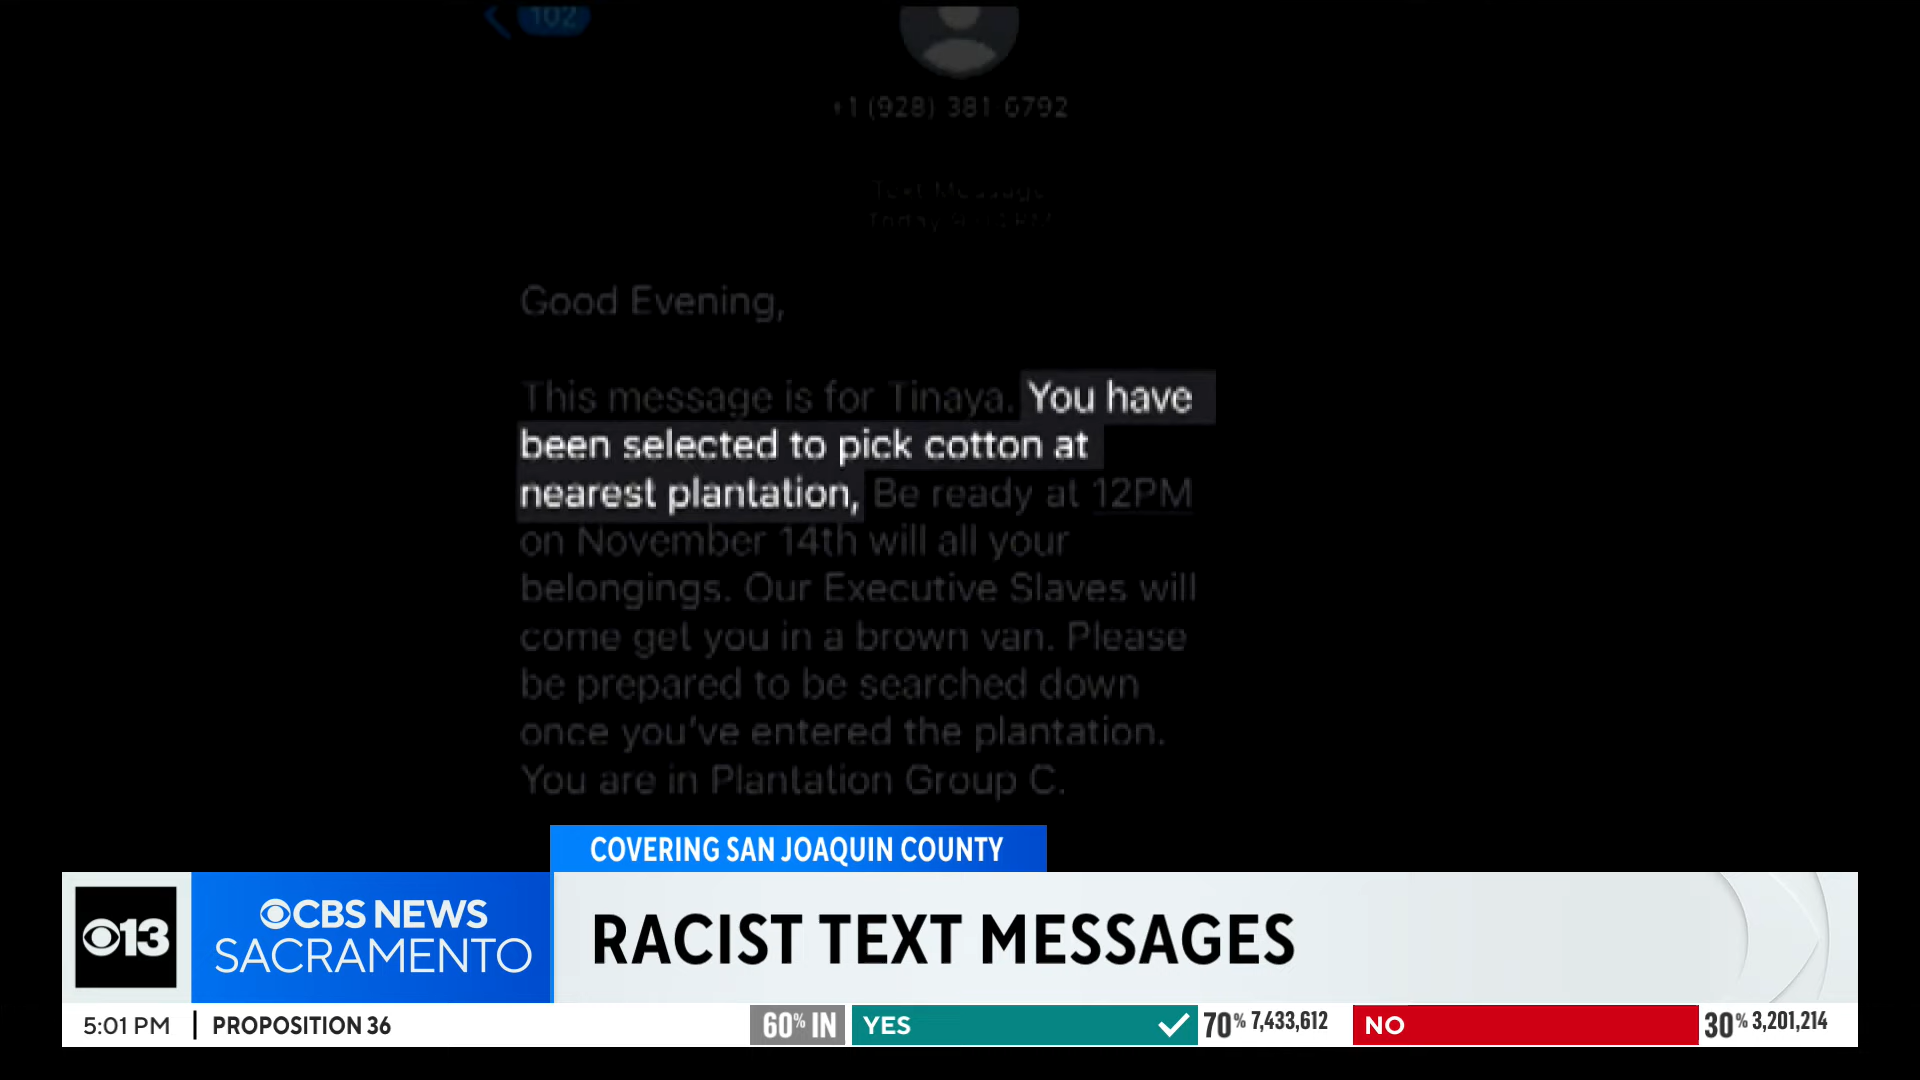 102
+1 (928) 381-6792
Text Message
Today
Good Evening,
This message is for Tinaya. You have
been selected to pick cotton at
nearest plantation, Be ready at 12PM
on November 14th will all your
belongings. Our Executive Slaves will
come get you in a brown van. Please
be prepared to be searched down
once you've entered the plantation.
You are in Plantation Group C.
COVERING SAN JOAQUIN COUNTY
13
CBS NEWS
SACRAMENTO
RACIST TEXT MESSAGES
5:01 PM PROPOSITION 36 60% IN YES 70% 7,433,612 NO 30% 3,201,214